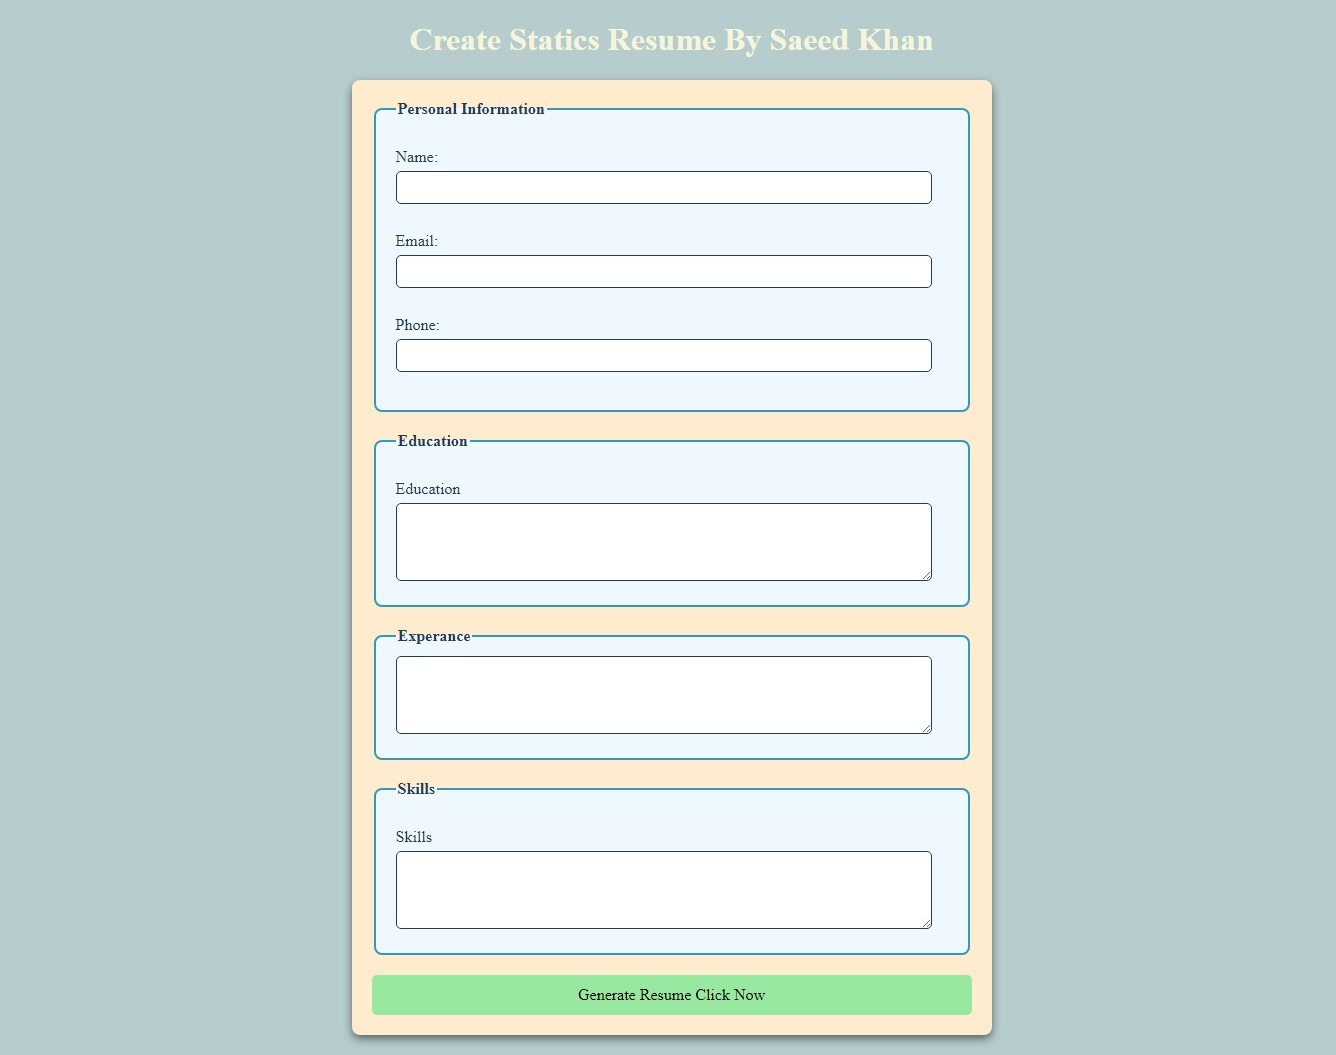 Create Statics Resume By Saeed Khan
Personal Information
Name:
Email:
Phone:
Education
Education
Experance
Skills
Skills
Generate Resume Click Now